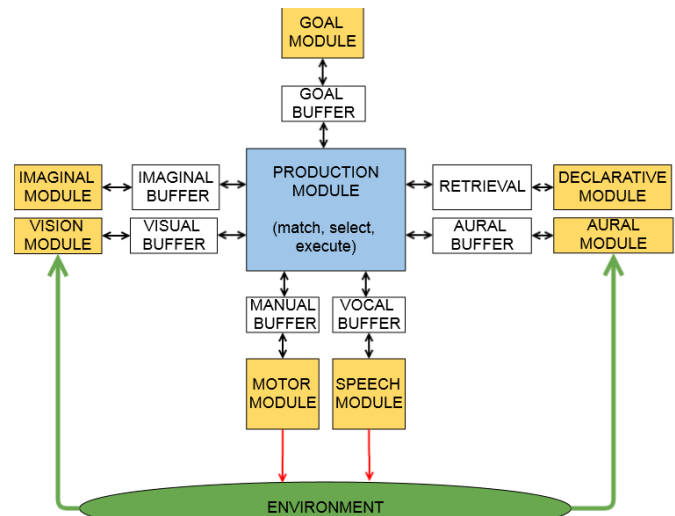 GOAL
MODULE
GOAL
BUFFER
IMAGINAL
MODULE
IMAGINAL
BUFFER
PRODUCTION
MODULE
(match, select,
execute)
RETRIEVAL
DECLARATIVE
MODULE
VISION
MODULE
VISUAL
BUFFER
AURAL
BUFFER
AURAL
MODULE
MANUAL
BUFFER
VOCAL
BUFFER
MOTOR
MODULE
SPEECH
MODULE
ENVIRONMENT